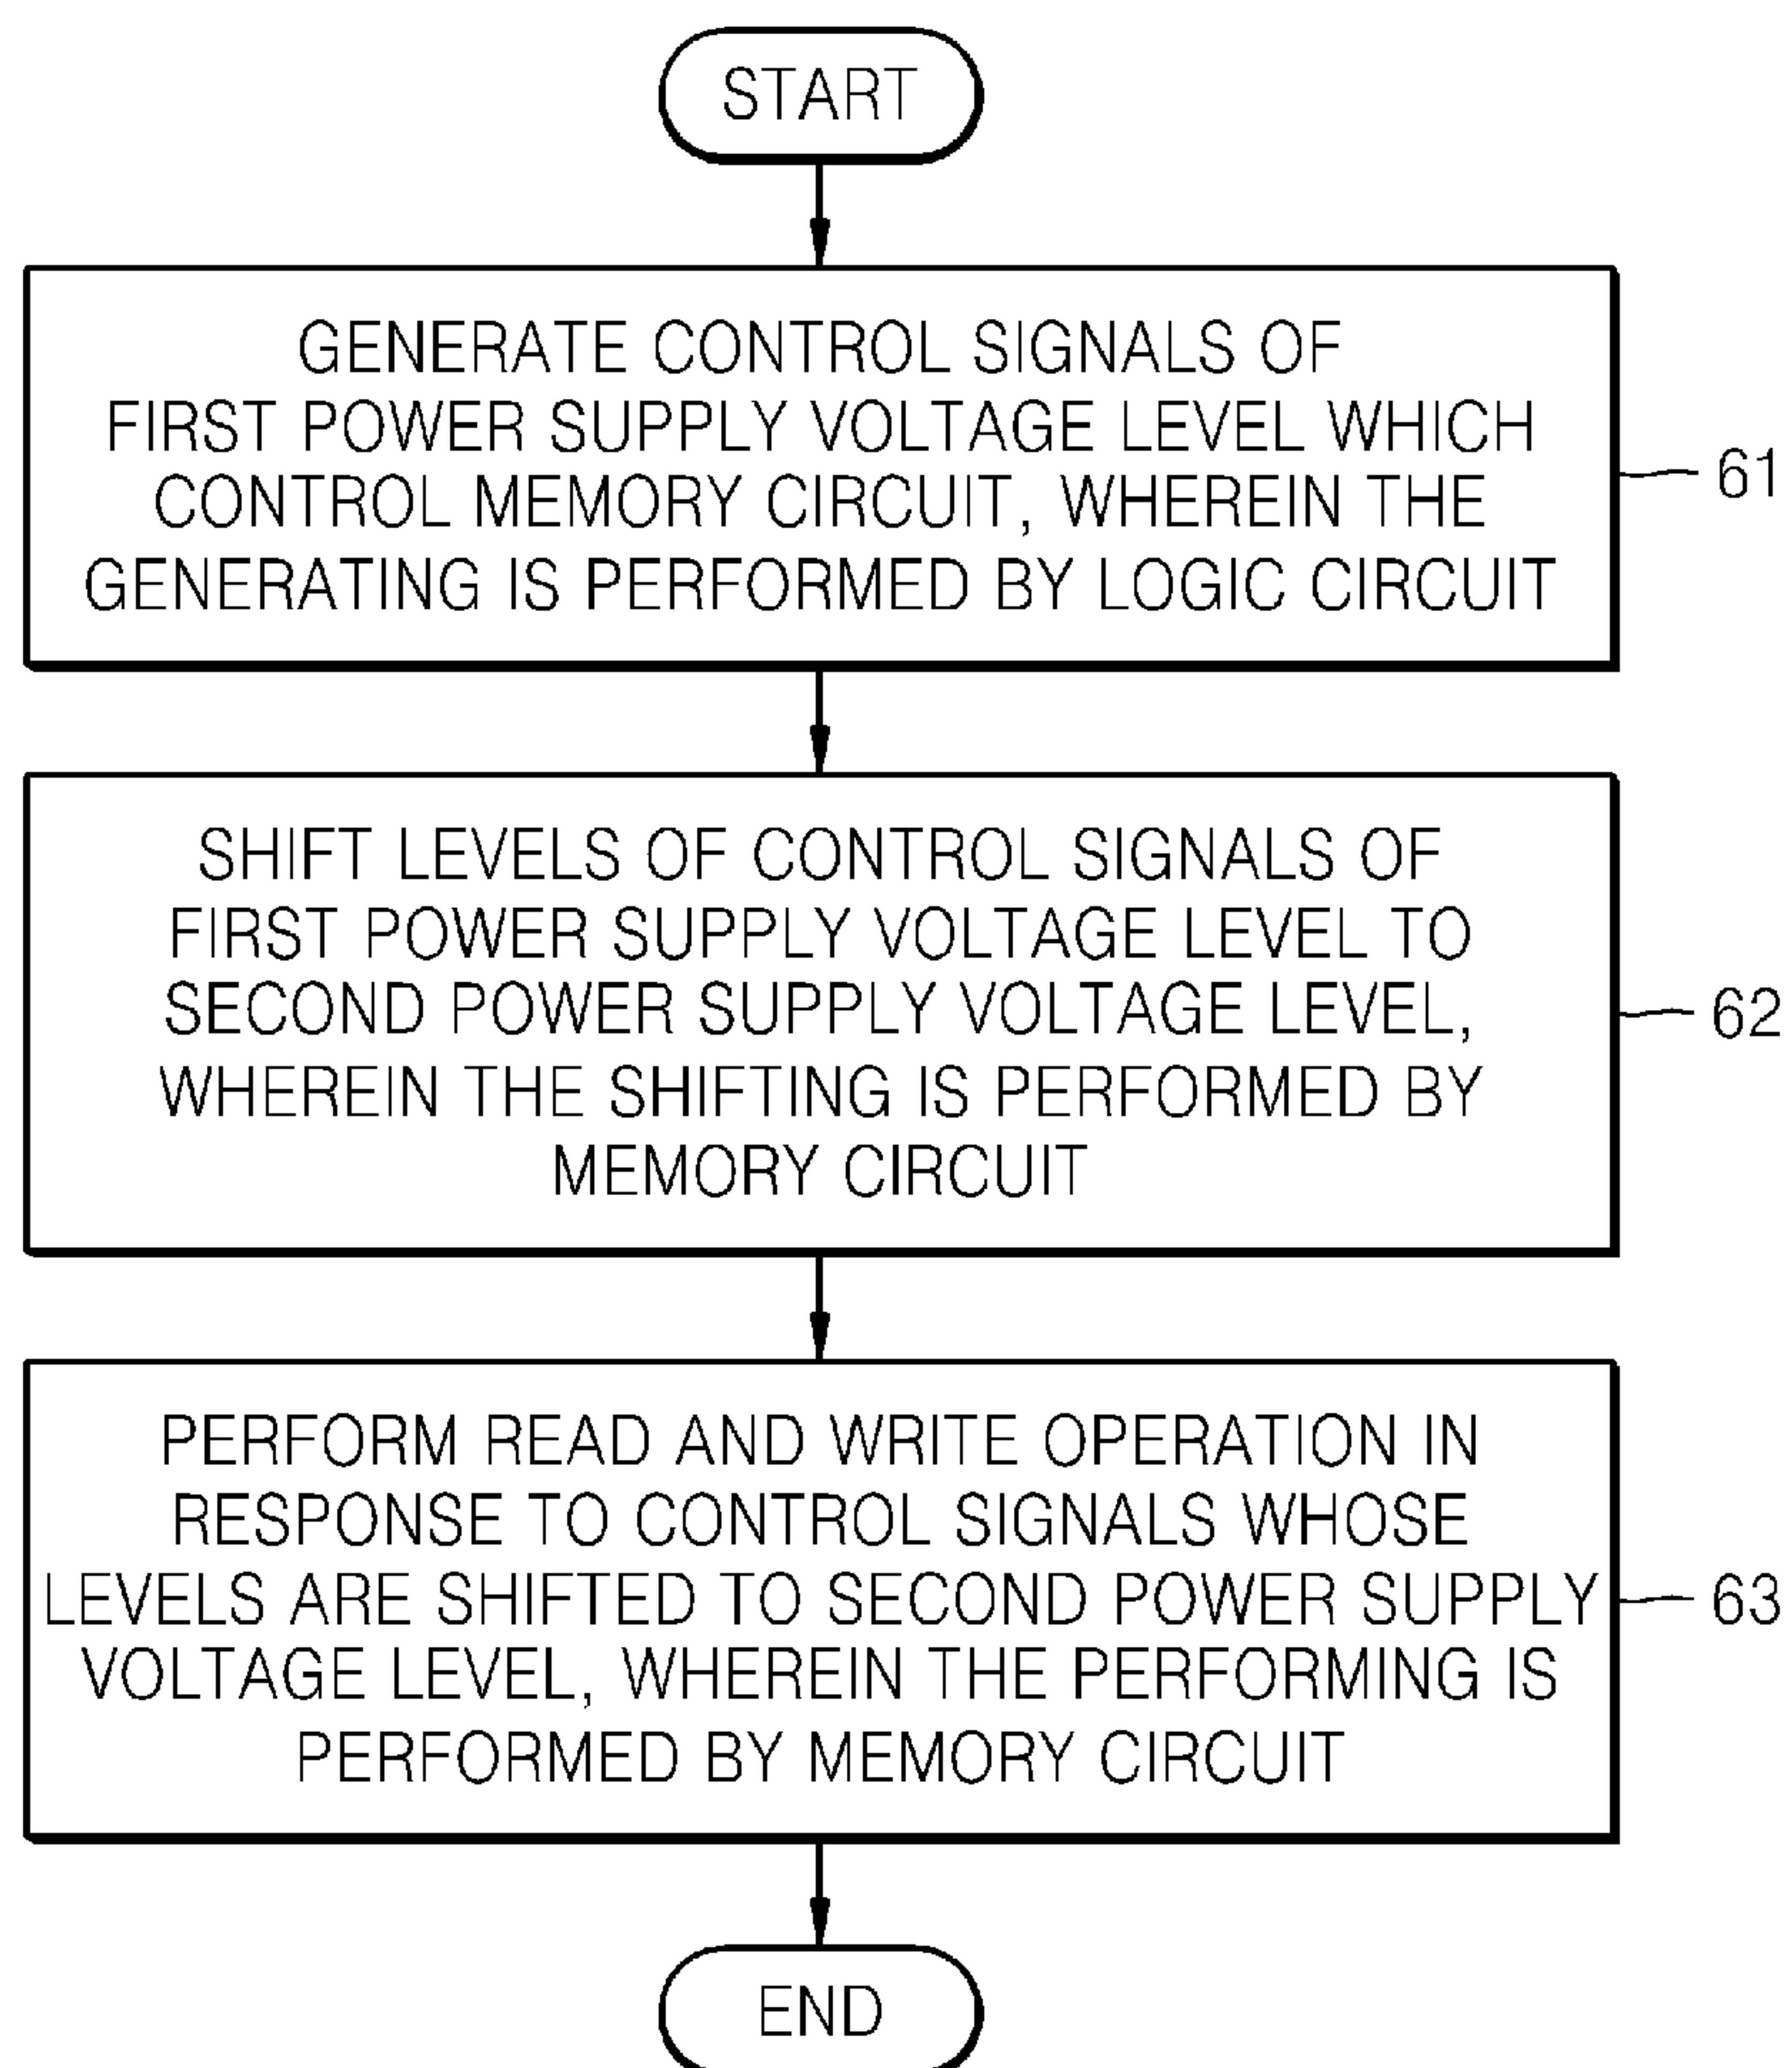 START
GENERATE CONTROL SIGNALS OF
FIRST POWER SUPPLY VOLTAGE LEVEL WHICH
CONTROL MEMORY CIRCUIT, WHEREIN THE
GENERATING IS PERFORMED BY LOGIC CIRCUIT
61
SHIFT LEVELS OF CONTROL SIGNALS OF
FIRST POWER SUPPLY VOLTAGE LEVEL TO
SECOND POWER SUPPLY VOLTAGE LEVEL,
WHEREIN THE SHIFTING IS PERFORMED BY
MEMORY CIRCUIT
62
PERFORM READ AND WRITE OPERATION IN
RESPONSE TO CONTROL SIGNALS WHOSE
LEVELS ARE SHIFTED TO SECOND POWER SUPPLY
VOLTAGE LEVEL, WHEREIN THE PERFORMING IS
PERFORMED BY MEMORY CIRCUIT
63
END